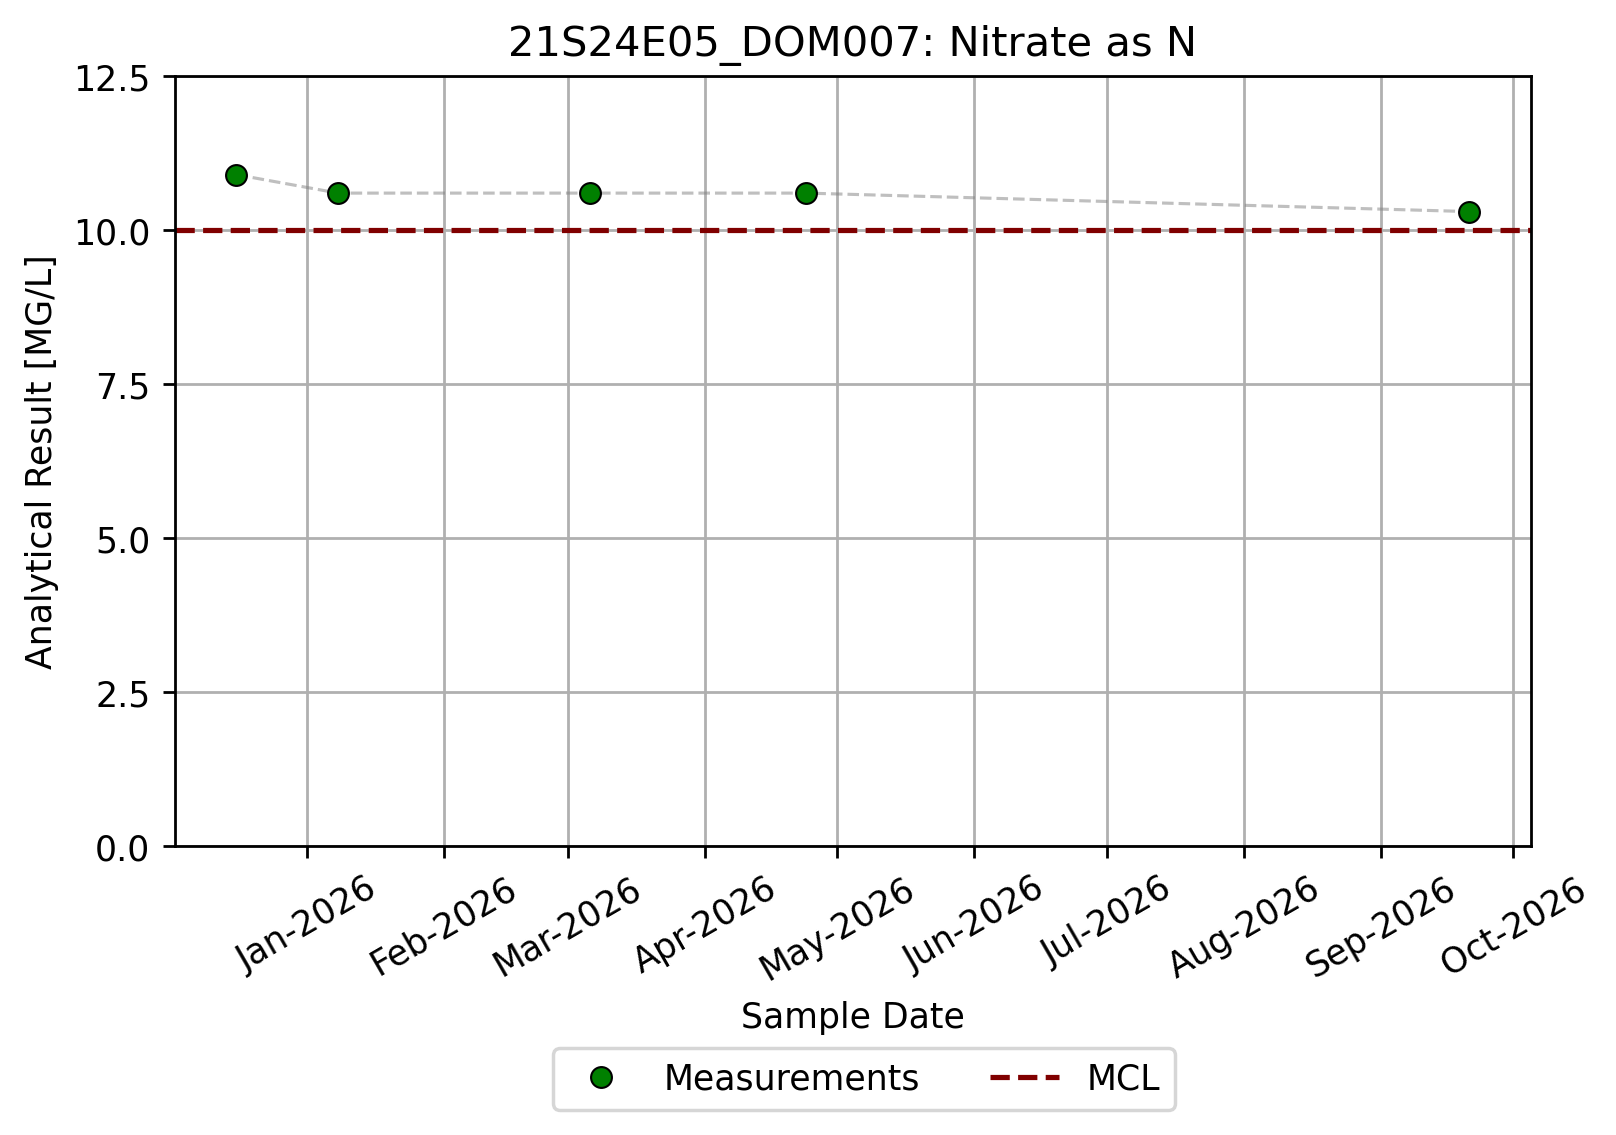 21S24E05_DOM007: Nitrate as N
12.5
10.0
7.5
5.0
2.5
0.0
Analytical Result [MG/L]
Jan-2026
Feb-2026
Mar-2026
Apr-2026
May-2026
Jun-2026
Jul-2026
Aug-2026
Sep-2026
Oct-2026
Sample Date
Measurements
MCL